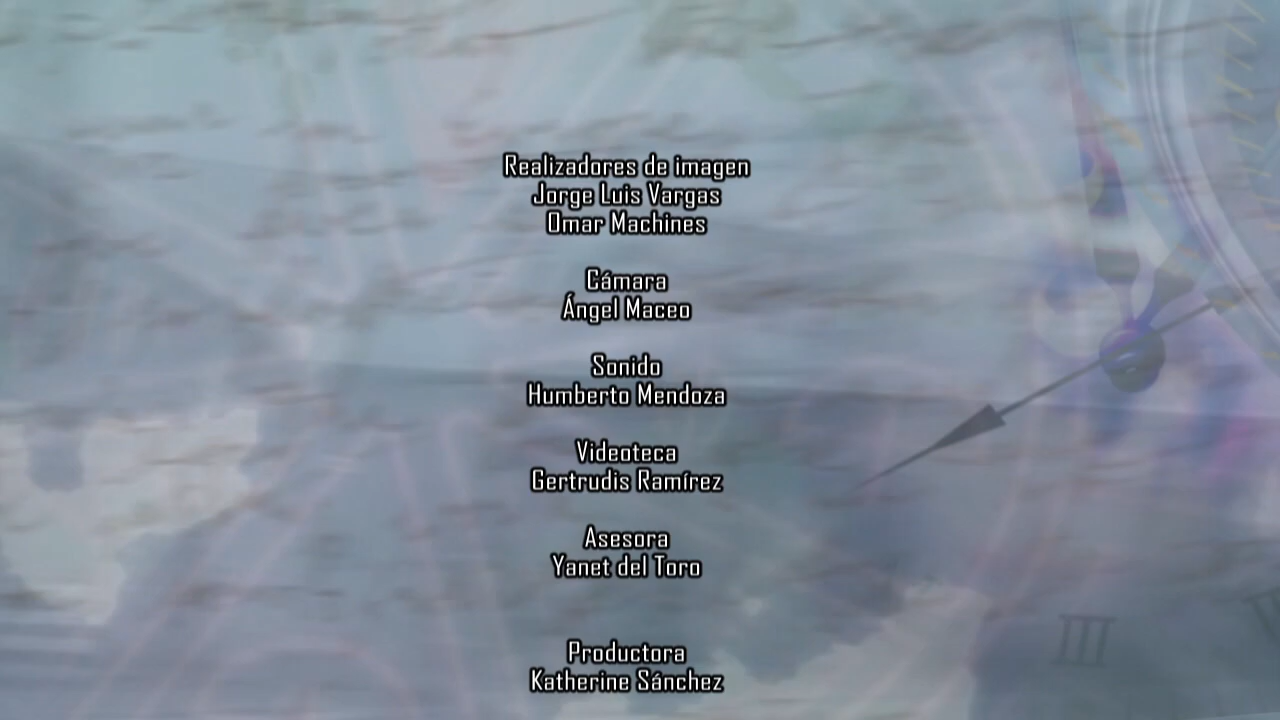 Realizadores de imagen
Jorge Luis Vargas
Omar Machines
Cámara
Ángel Maceo
Sonido
Humberto Mendoza
Videoteca
Gertrudis Ramírez
Asesora
Yanet del Toro
Productora
Katherine Sánchez
III